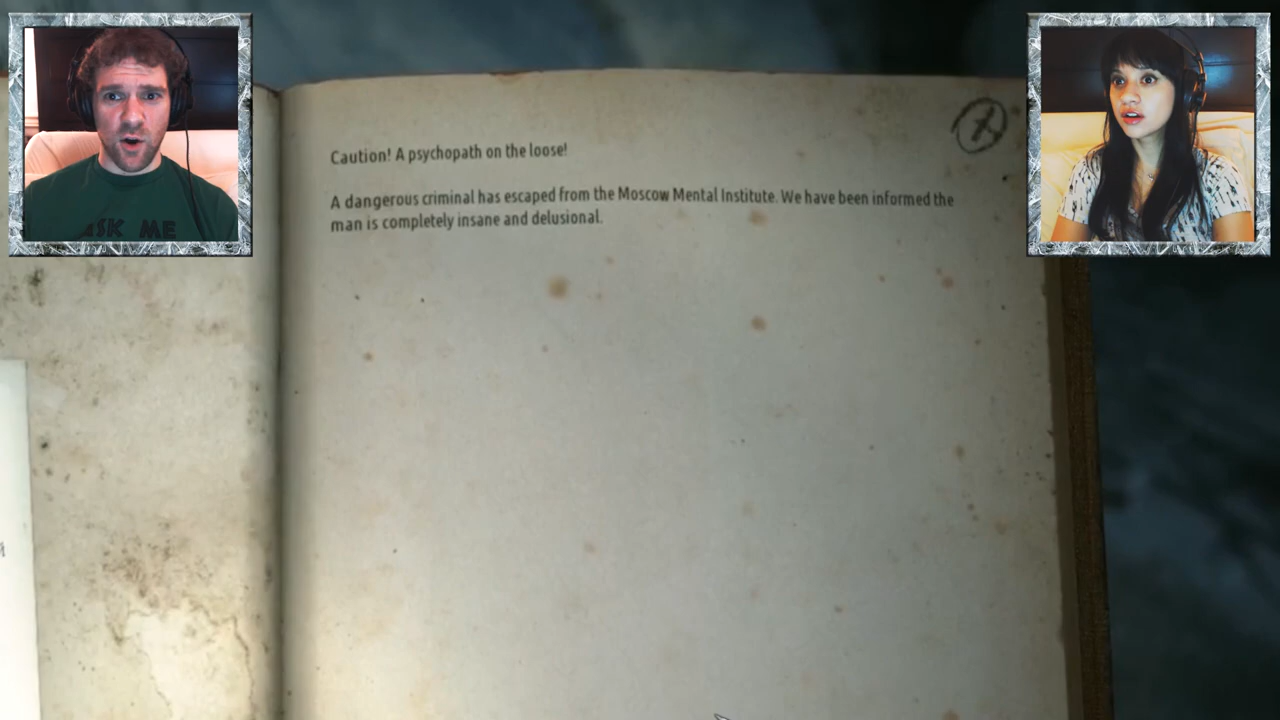 Caution! A psychopath on the loose!
A dangerous criminal has escaped from the Moscow Mental Institute. We have been informed the
man is completely insane and delusional.
ASK ME